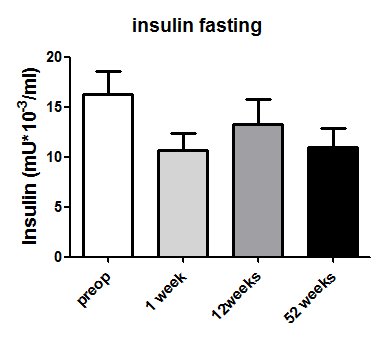 insulin fasting
Insulin (mU*10-3/ml)
20
15
10
5
0
preop
1 week
12weeks
52 weeks